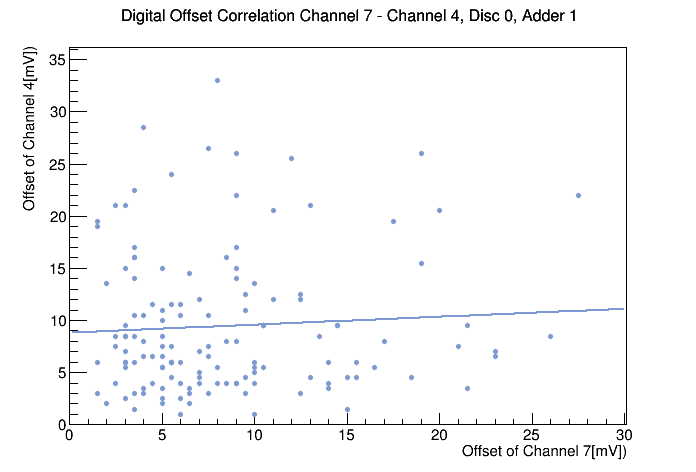 Digital Offset Correlation Channel 7 - Channel 4, Disc 0, Adder 1
Offset of Channel 4[mV])
35
30
25
20
15
10
5
0
0 5 10 15 20 25 30
Offset of Channel 7[mV])